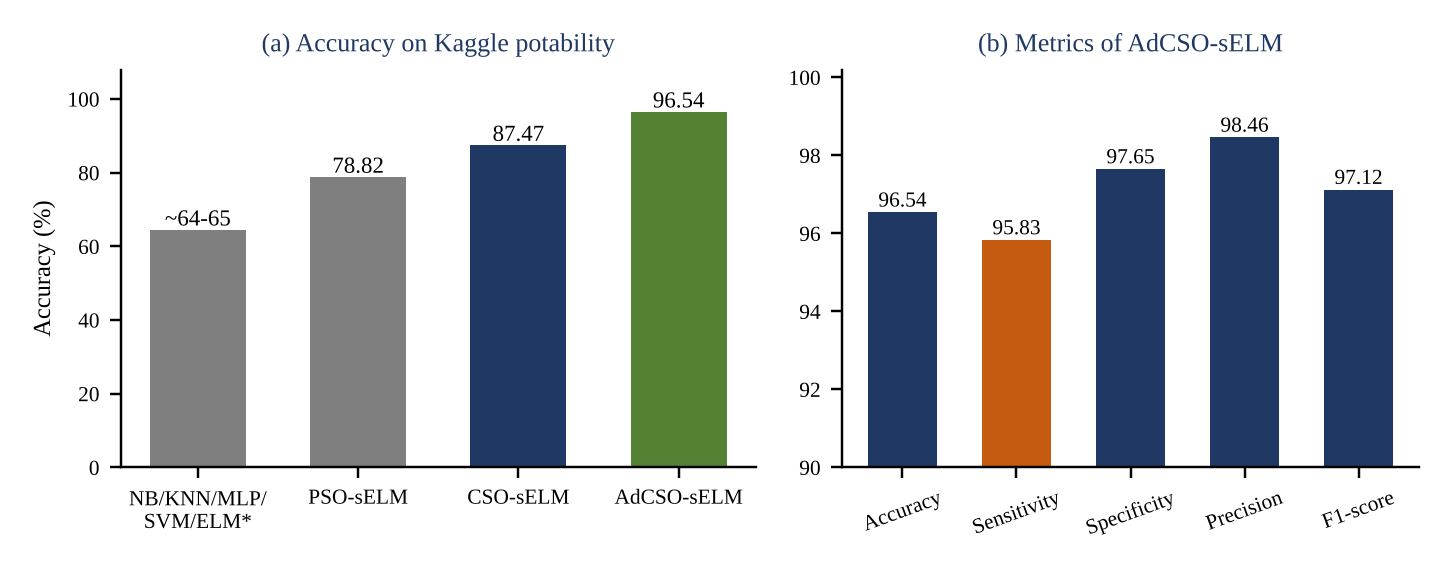 (a) Accuracy on Kaggle potability
Accuracy (%)
100
80
60
40
20
0
~64-65
78.82
87.47
96.54
NB/KNN/MLP/
SVM/ELM*
PSO-sELM
CSO-sELM
AdCSO-sELM
(b) Metrics of AdCSO-sELM
100
98
96
94
92
90
96.54
95.83
97.65
98.46
97.12
Accuracy
Sensitivity
Specificity
Precision
F1-score